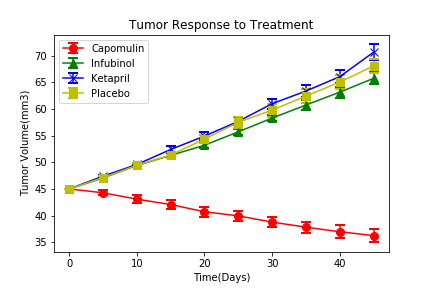 Tumor Response to Treatment
Capomulin
Infubinol
Ketapril
Placebo
Tumor Volume(mm3)
70
65
60
55
50
45
40
35
0 10 20 30 40
Time(Days)